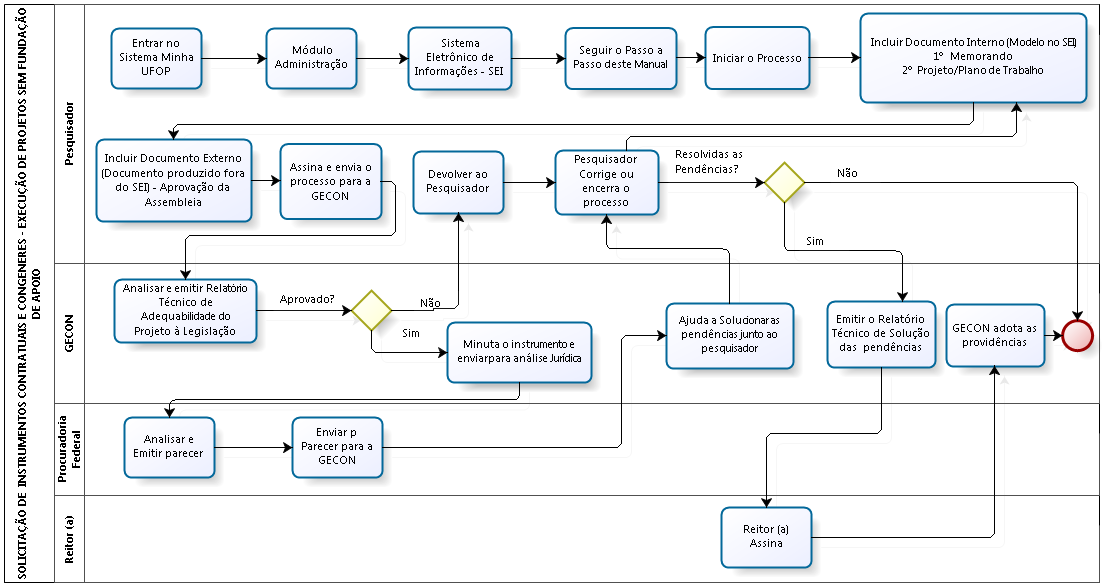 SOLICITAÇÃO DE INSTRUMENTOS CONTRATUAIS E CONGENERES - EXECUÇÃO DE PROJETOS SEM FUNDAÇÃO
DE APOIO
Pesquisador
Entrar no
Sistema Minha
UFOP
Módulo
Administração
Sistema
Eletrônico de
Informações - SEI
Seguir o Passo a
Passo deste Manual
Iniciar o Processo
Incluir Documento Interno (Modelo no SEI)
1º Memorando
2º Projeto/Plano de Trabalho
Incluir Documento Externo
(Documento produzido fora
do SEI) - Aprovação da
Assembleia
Assina e envia o
processo para a
GECON
Devolver ao
Pesquisador
Pesquisador
Corrige ou
encerra o
processo
Resolvidas as
Pendências?
Não
Sim
GECON
Analisar e emitir Relatório
Técnico de
Adequabilidade do
Projeto à Legislação
Aprovado?
Não
Sim
Minuta o instrumento e
enviarpara análise Jurídica
Ajuda a Solucionaras
pendências junto ao
pesquisador
Emitir o Relatório
Técnico de Solução
das pendências
GECON adota as
providências
Procuradoria
Federal
Analisar e
Emitir parecer
Enviar p
Parecer para a
GECON
Reitor (a)
Reitor (a)
Assina